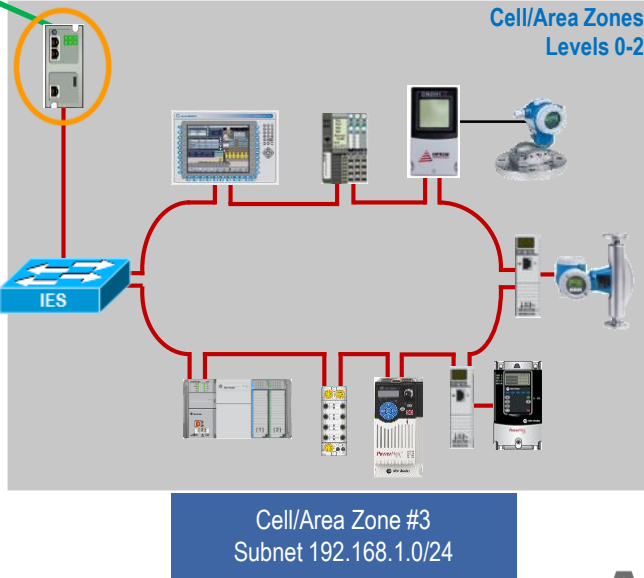 Cell/Area Zones
Levels 0-2
IES
Cell/Area Zone #3
Subnet 192.168.1.0/24